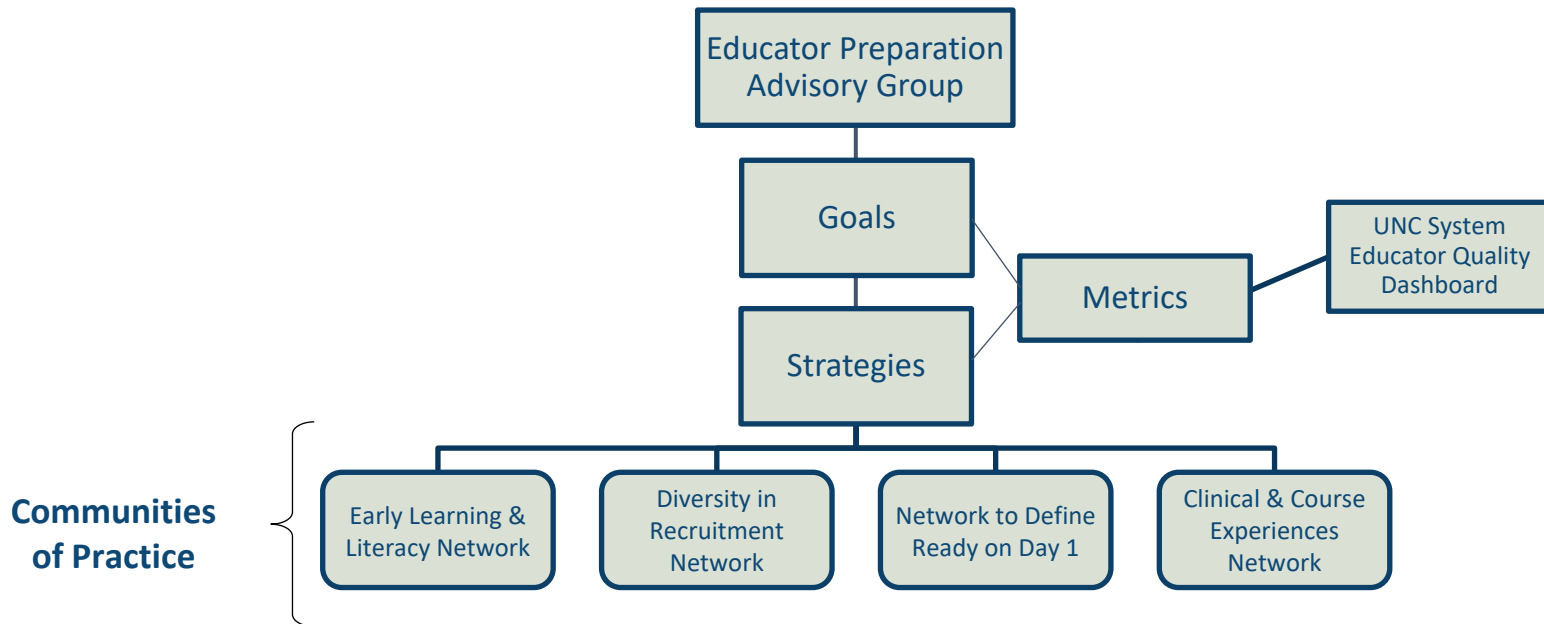 Educator Preparation
Advisory Group
Goals
UNC System
Educator Quality
Dashboard
Metrics
Strategies
Communities
of Practice
Early Learning &
Literacy Network
Diversity in
Recruitment
Network
Network to Define
Ready on Day 1
Clinical & Course
Experiences
Network